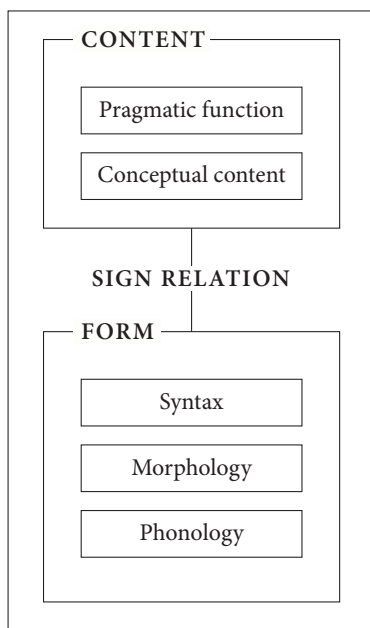 CONTENT
Pragmatic function
Conceptual content
SIGN RELATION
FORM
Syntax
Morphology
Phonology